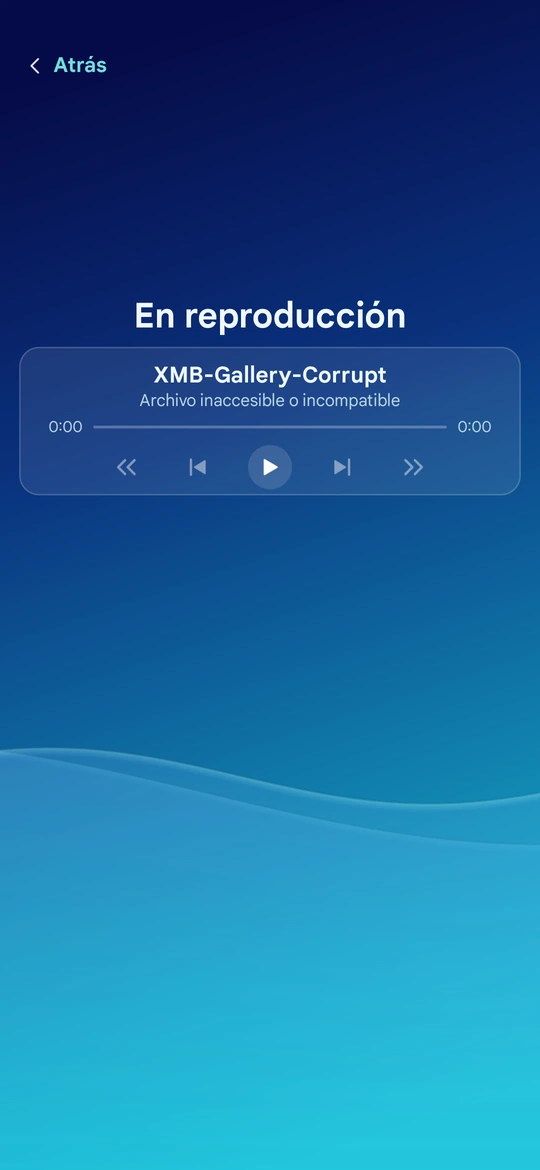 Atrás
En reproducción
XMB-Gallery-Corrupt
Archivo inaccesible o incompatible
0:00 0:00